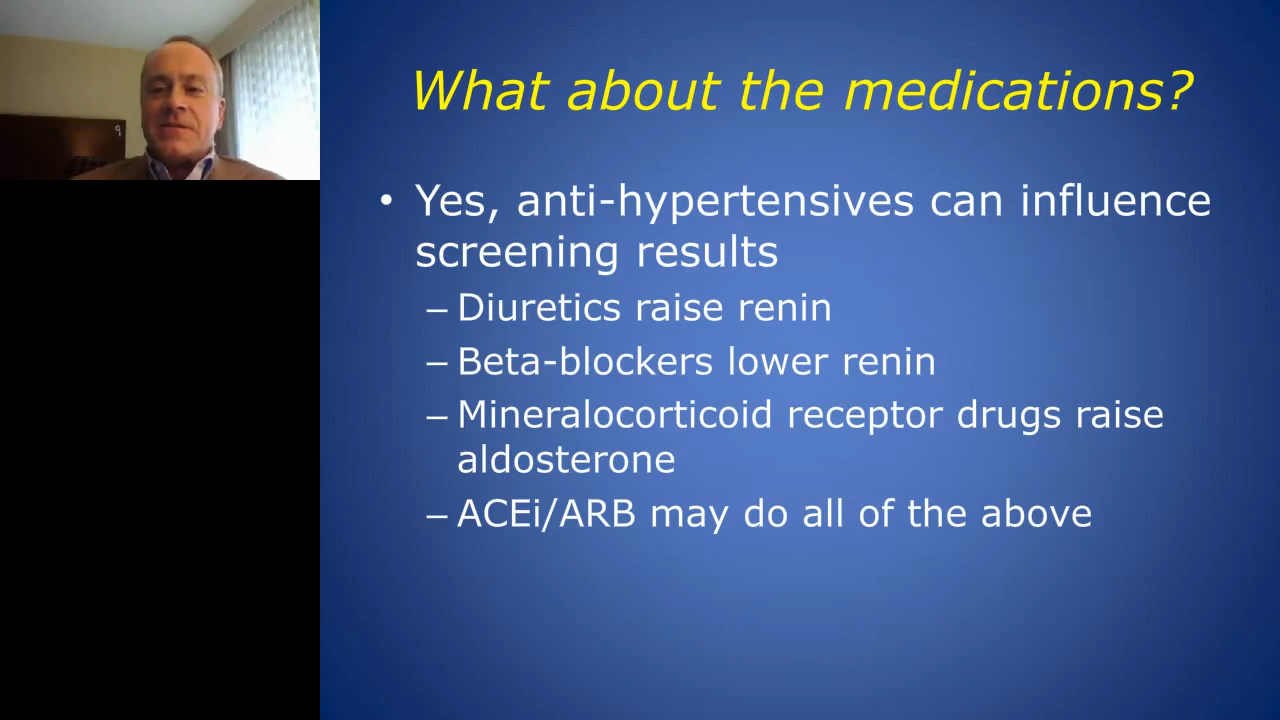 What about the medications?
• Yes, anti-hypertensives can influence
screening results
– Diuretics raise renin
– Beta-blockers lower renin
– Mineralocorticoid receptor drugs raise
aldosterone
– ACEi/ARB may do all of the above